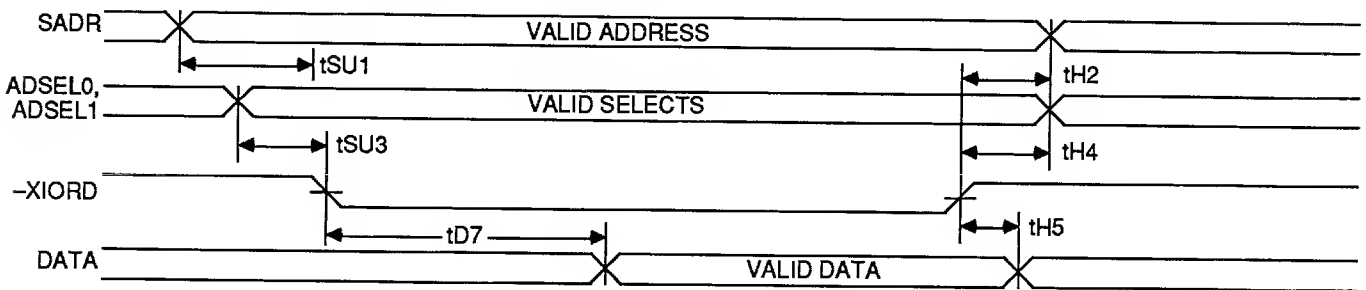 SADR
VALID ADDRESS
tSU1
tH2
ADSEL0,
ADSEL1
VALID SELECTS
tSU3
tH4
–XIORD
tD7
tH5
DATA
VALID DATA